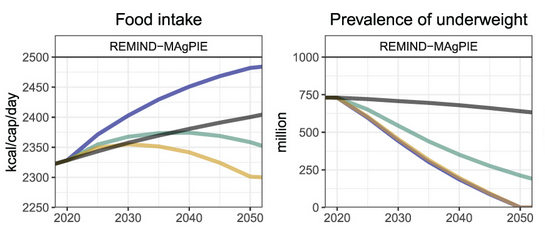 Food intake
REMIND−MAgPIE
2500
2450
2400
2350
2300
2250
kcal/cap/day
2020 2030 2040 2050
Prevalence of underweight
REMIND−MAgPIE
1000
750
500
250
0
million
2020 2030 2040 2050